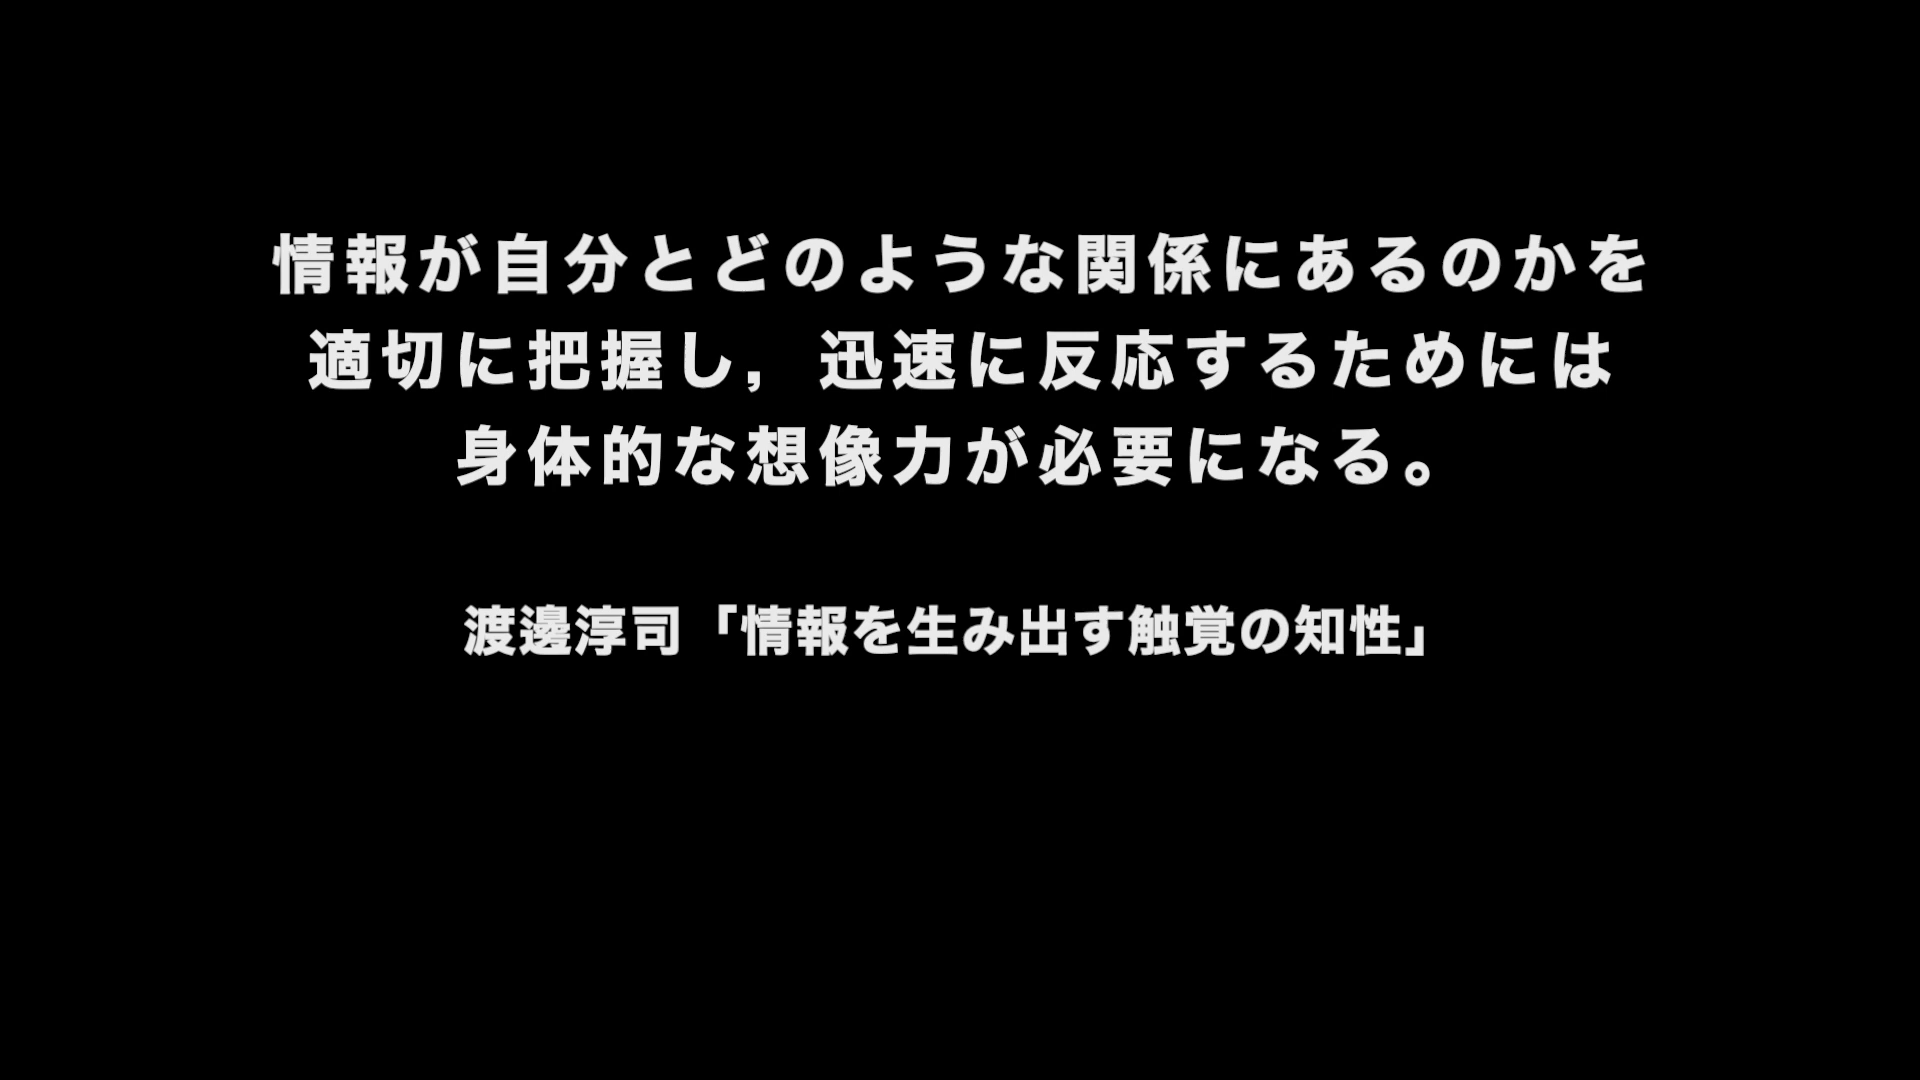 情報が自分とどのような関係にあるのかを
適切に把握し，迅速に反応するためには
身体的な想像力が必要になる。
渡邊淳司「情報を生み出す触覚の知性」